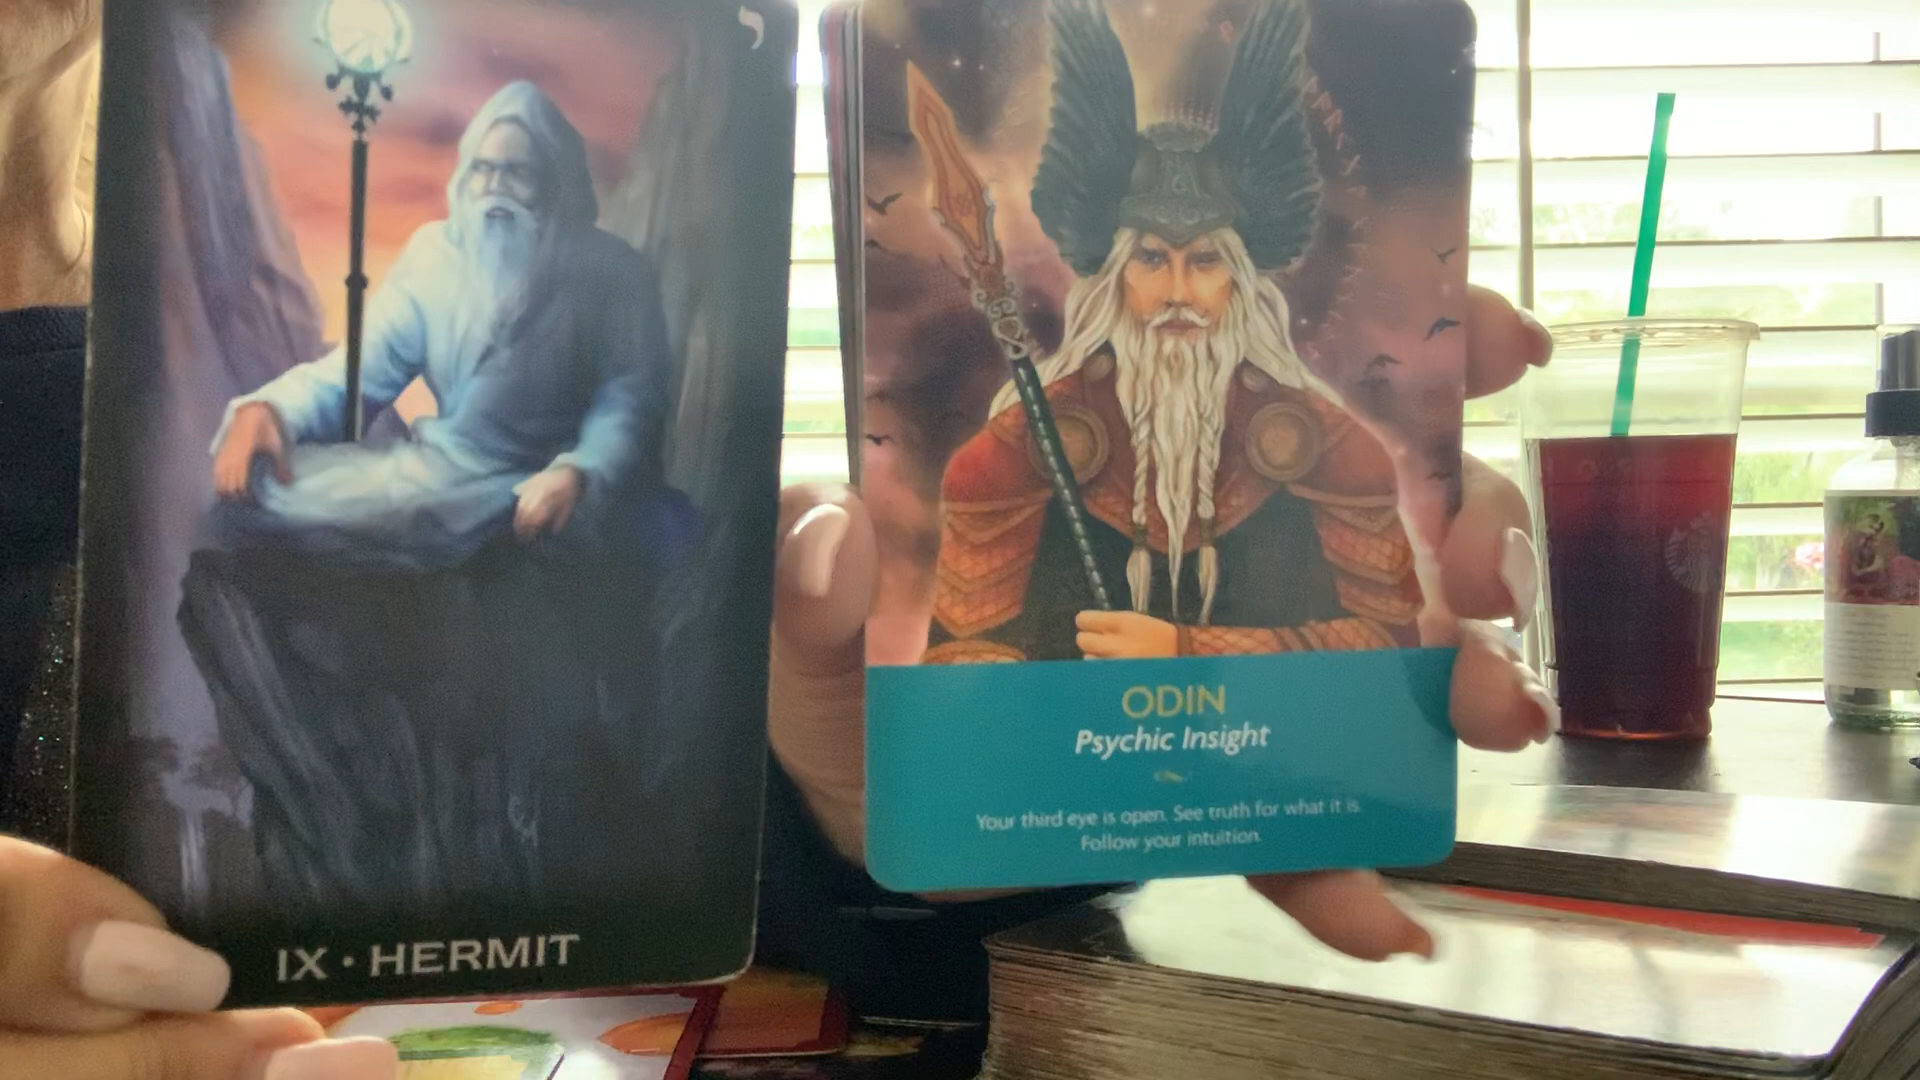 IX • HERMIT
ODIN
Psychic Insight
Your third eye is open. See truth for what it is.
Follow your intuition.